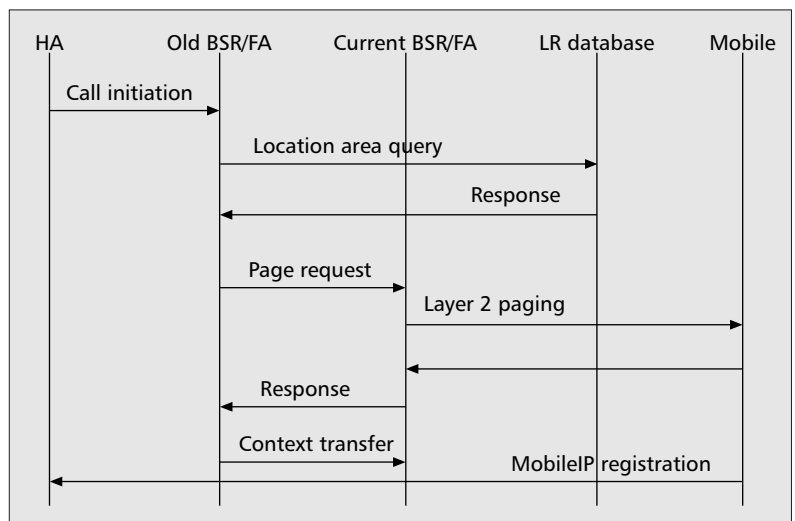 HA
Old BSR/FA
Current BSR/FA
LR database
Mobile
Call initiation
Location area query
Response
Page request
Layer 2 paging
Response
Context transfer
MobileIP registration